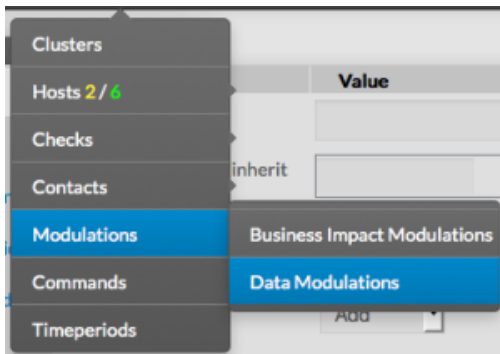 Clusters
Hosts 2 / 6
Value
Checks
inherit
Contacts
Modulations
Business Impact Modulations
Commands
Data Modulations
Add
Timeperiods